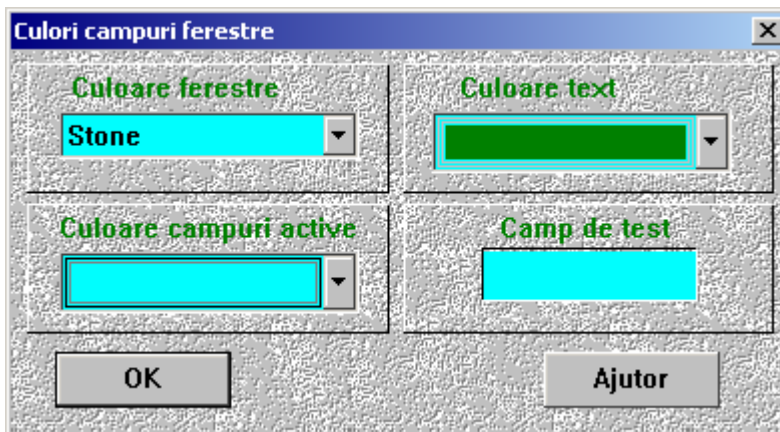 Culori campuri ferestre
Culoare ferestre
Culoare text
Stone
Culoare campuri active
Camp de test
OK
Ajutor